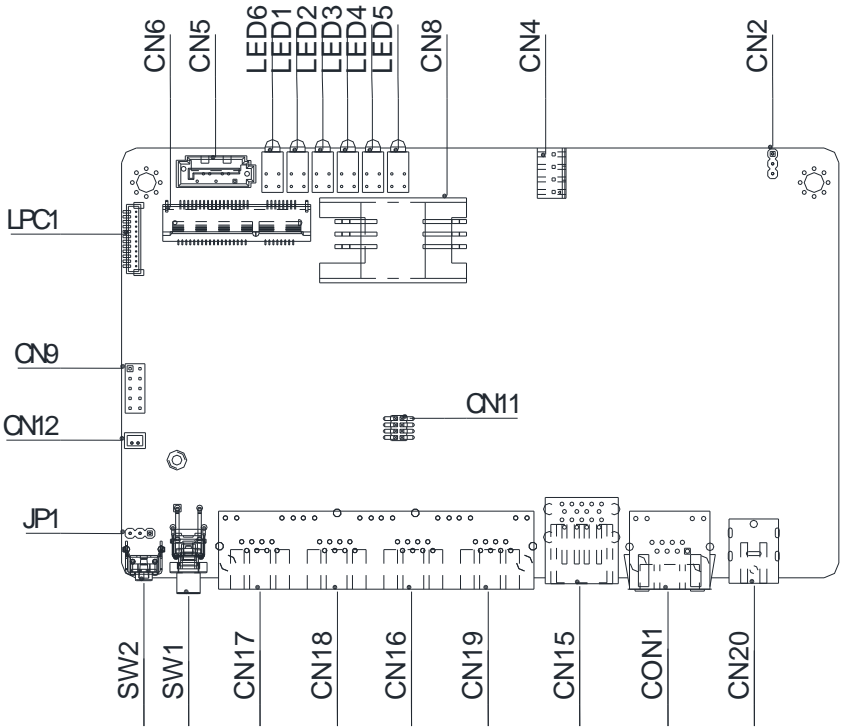 CN6
CN5
LED6
LED1
LED2
LED3
LED4
LED5
CN8
CN4
CN2
LPC1
CN9
CN12
CN11
JP1
SW2
SW1
CN17
CN18
CN16
CN19
CN15
CON1
CN20